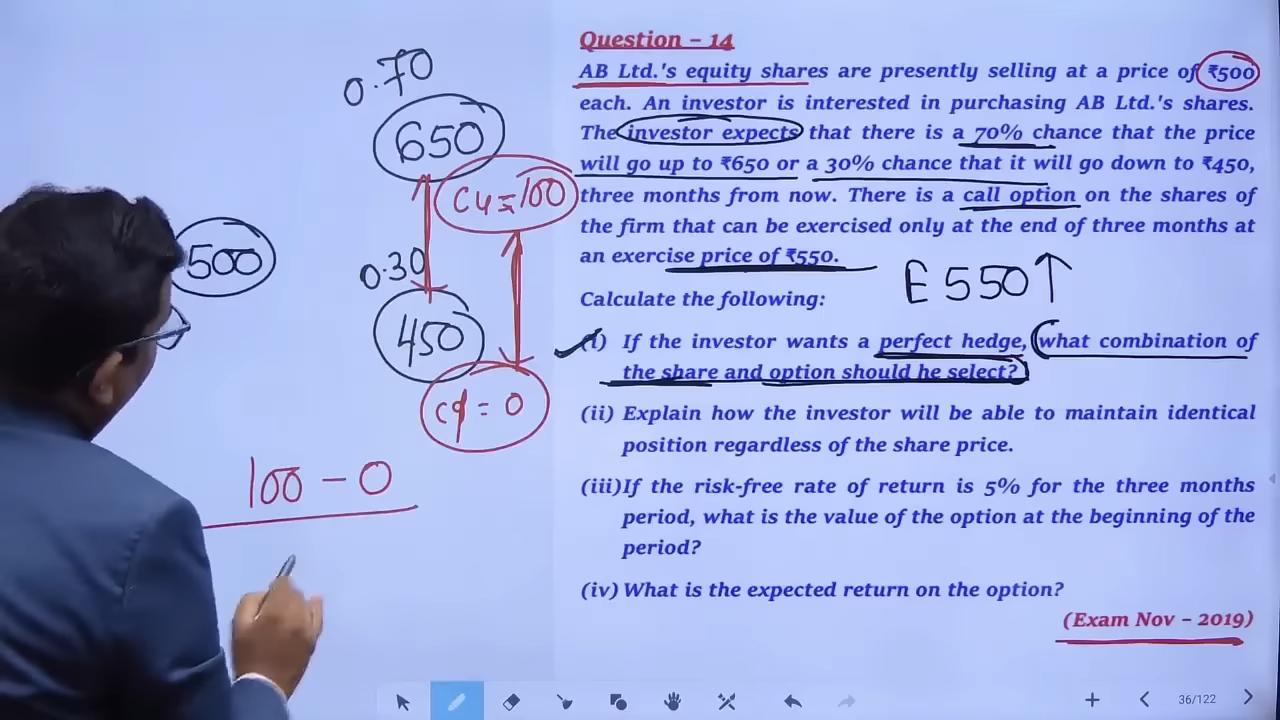 0.70
650
Cu = 100
500
0.30
450
cd = 0
100 - 0
Question - 14
AB Ltd.'s equity shares are presently selling at a price of ₹500
each. An investor is interested in purchasing AB Ltd.'s shares.
The investor expects that there is a 70% chance that the price
will go up to ₹650 or a 30% chance that it will go down to ₹450,
three months from now. There is a call option on the shares of
the firm that can be exercised only at the end of three months at
an exercise price of ₹550.
E 550 ↑
Calculate the following:
(i) If the investor wants a perfect hedge, what combination of
the share and option should he select?
(ii) Explain how the investor will be able to maintain identical
position regardless of the share price.
(iii)If the risk-free rate of return is 5% for the three months
period, what is the value of the option at the beginning of the
period?
(iv) What is the expected return on the option?
(Exam Nov - 2019)
36/122